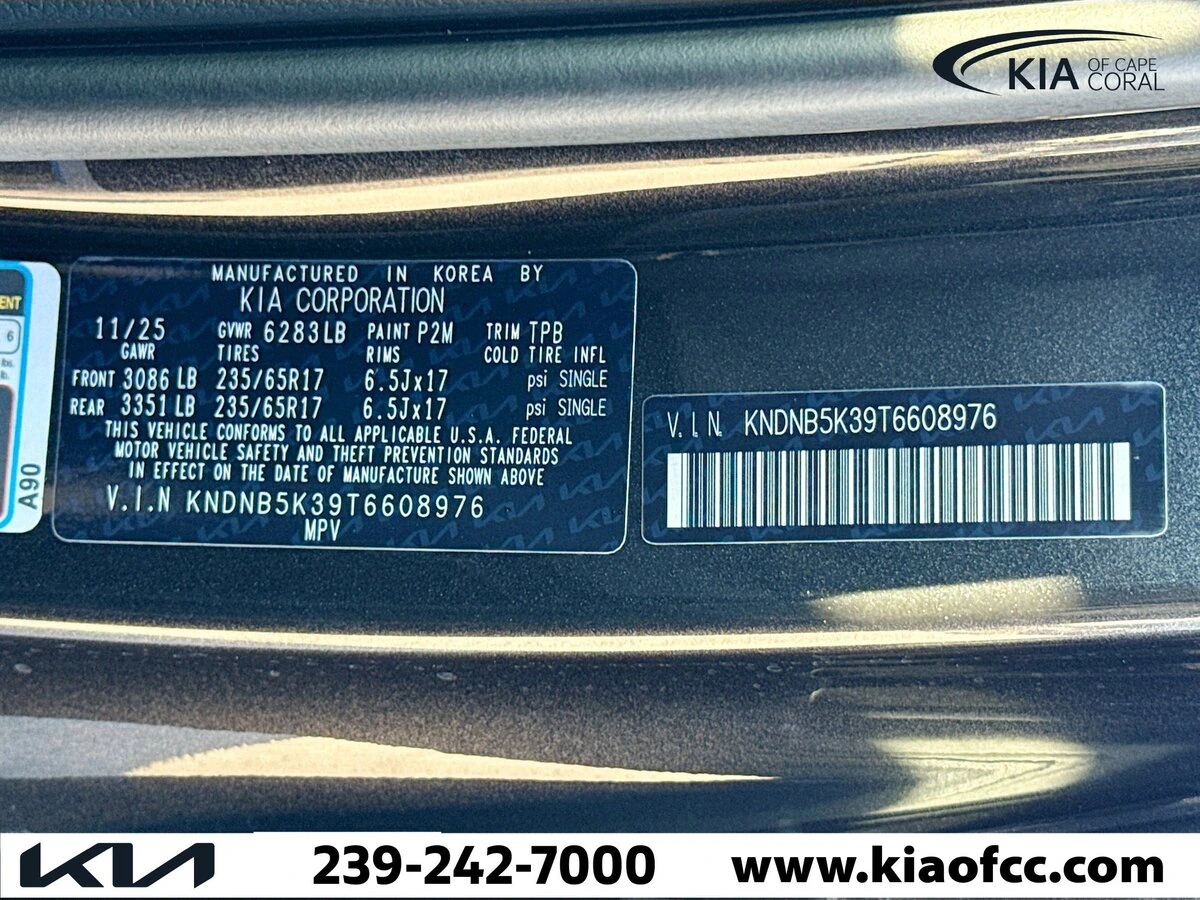 KIA OF CAPE CORAL
ENT
6
lbs.
lb.
A90
MANUFACTURED IN KOREA BY
KIA CORPORATION
11/25 GVWR 6283LB PAINT P2M TRIM TPB
GAWR TIRES RIMS COLD TIRE INFL
FRONT 3086 LB 235/65R17 6.5Jx17 psi SINGLE
REAR 3351 LB 235/65R17 6.5Jx17 psi SINGLE
THIS VEHICLE CONFORMS TO ALL APPLICABLE U.S.A. FEDERAL
MOTOR VEHICLE SAFETY AND THEFT PREVENTION STANDARDS
IN EFFECT ON THE DATE OF MANUFACTURE SHOWN ABOVE
V.I.N KNDNB5K39T6608976
MPV
V.I.N. KNDNB5K39T6608976
KIA 239-242-7000 www.kiaofcc.com